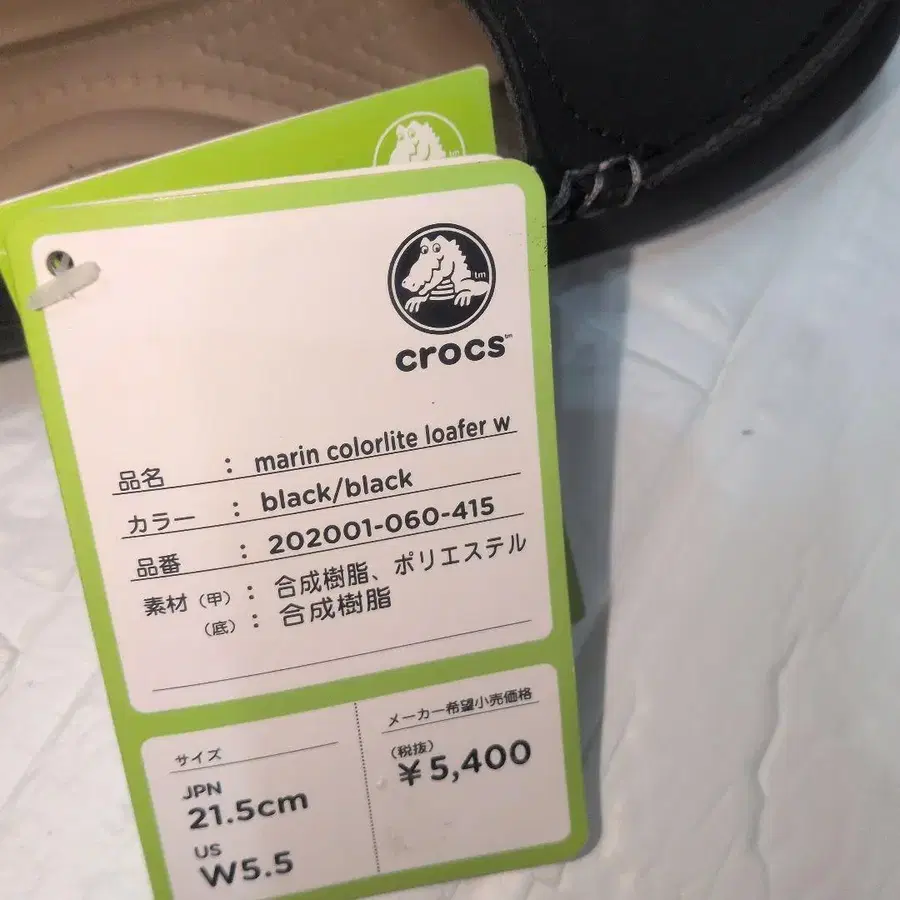 tm
crocs™
品名 : marin colorlite loafer w
カラー : black/black
品番 : 202001-060-415
素材 (甲) : 合成樹脂、ポリエステル
(底) : 合成樹脂
サイズ
JPN
21.5cm
US
W5.5
メーカー希望小売価格
(税抜)
¥5,400